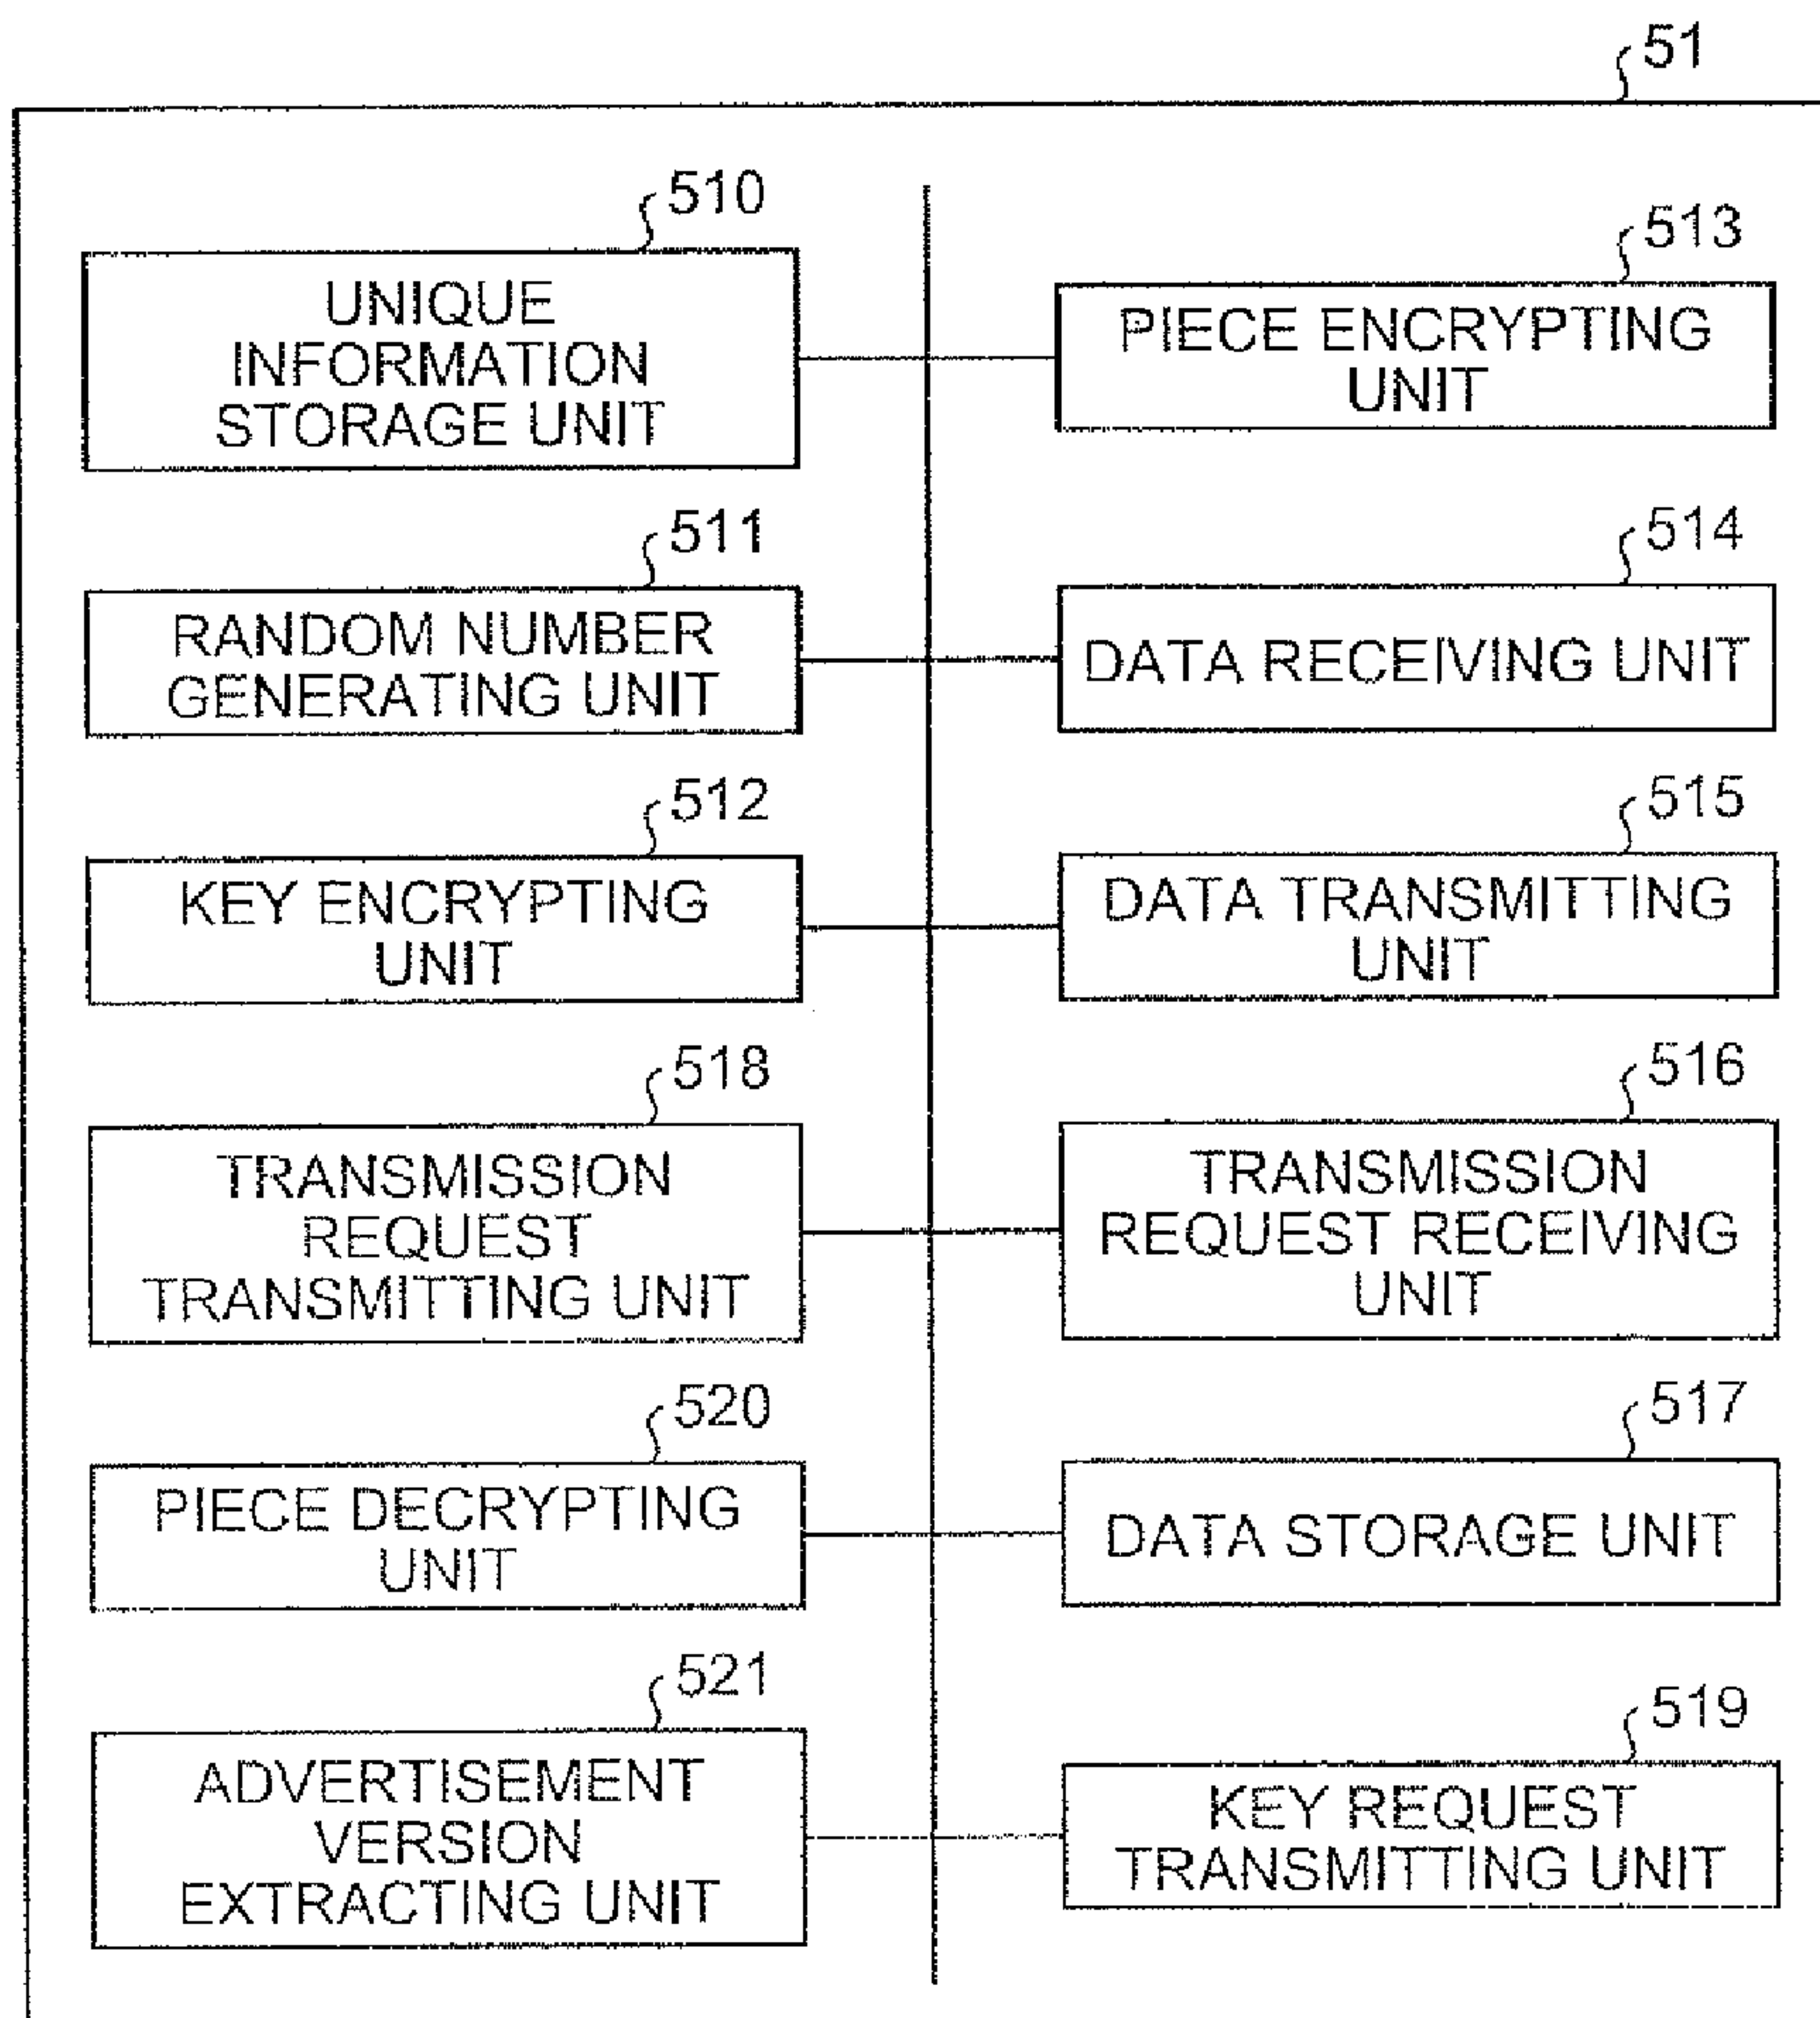 51
510
UNIQUE
INFORMATION
STORAGE UNIT
513
PIECE ENCRYPTING
UNIT
511
RANDOM NUMBER
GENERATING UNIT
514
DATA RECEIVING UNIT
512
KEY ENCRYPTING
UNIT
515
DATA TRANSMITTING
UNIT
518
TRANSMISSION
REQUEST
TRANSMITTING UNIT
516
TRANSMISSION
REQUEST RECEIVING
UNIT
520
PIECE DECRYPTING
UNIT
517
DATA STORAGE UNIT
521
ADVERTISEMENT
VERSION
EXTRACTING UNIT
519
KEY REQUEST
TRANSMITTING UNIT